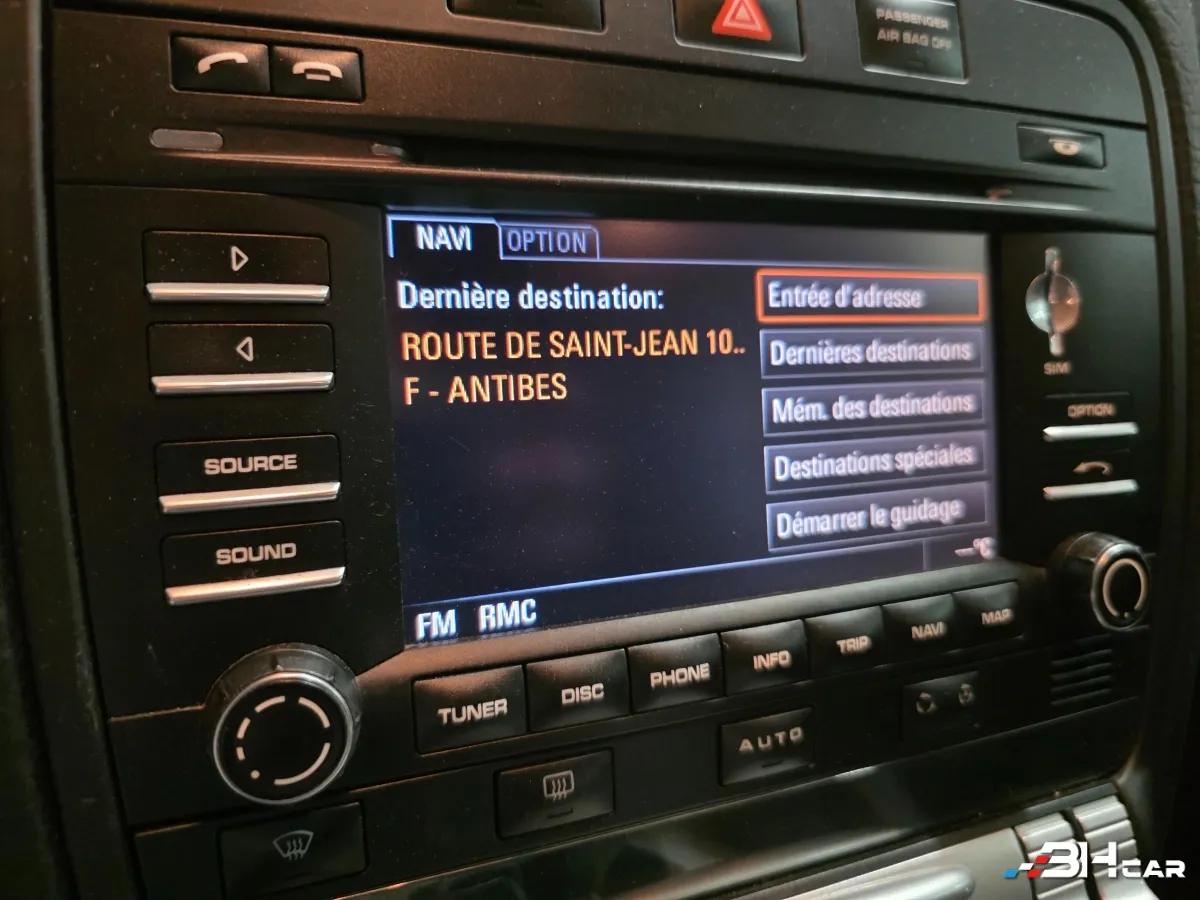 PASSENGER
AIR BAG OFF
NAVI OPTION
Dernière destination:
ROUTE DE SAINT-JEAN 10..
F - ANTIBES
Entrée d'adresse
Dernières destinations
Mém. des destinations
Destinations spéciales
Démarrer le guidage
--°C
FM RMC
SOURCE
SOUND
SIM
OPTION
TUNER DISC PHONE INFO TRIP NAVI MAP
AUTO
3HCAR